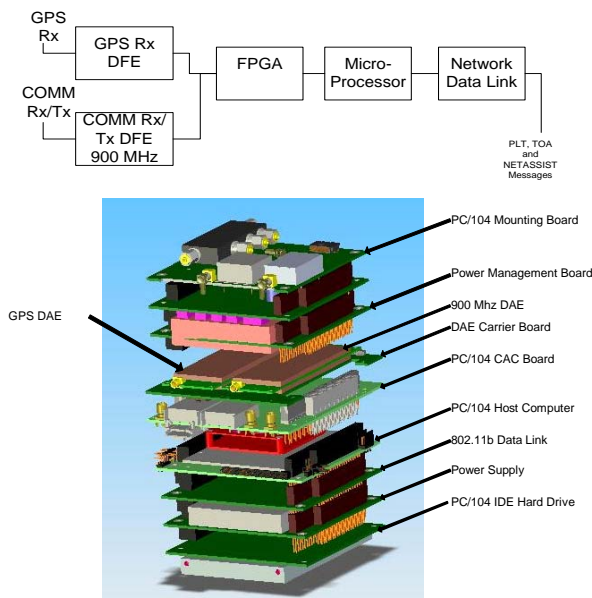 GPS
Rx
GPS Rx
DFE
COMM
Rx/Tx
COMM Rx/
Tx DFE
900 MHz
FPGA
Micro-
Processor
Network
Data Link
PLT, TOA
and
NETASSIST
Messages
PC/104 Mounting Board
Power Management Board
900 Mhz DAE
GPS DAE
DAE Carrier Board
PC/104 CAC Board
PC/104 Host Computer
802.11b Data Link
Power Supply
PC/104 IDE Hard Drive